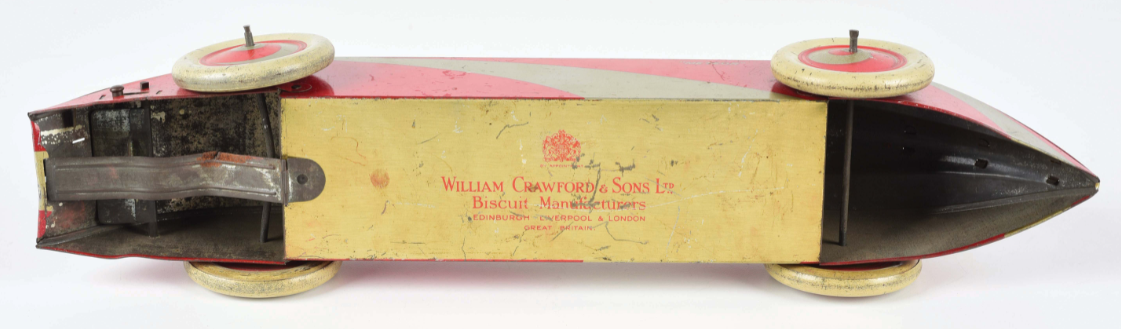 WILLIAM CRAWFORD & SONS LTD
Biscuit Manufacturers
EDINBURGH LIVERPOOL & LONDON
GREAT BRITAIN.